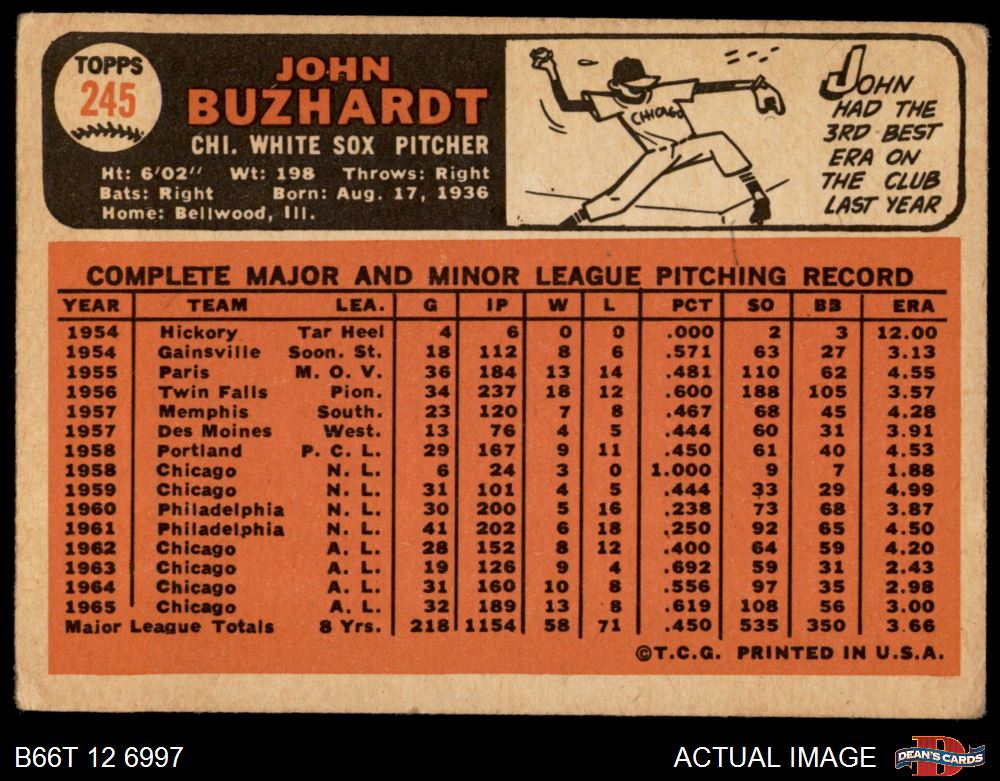 TOPPS
245
JOHN
BUZHARDT
CHI. WHITE SOX PITCHER
Ht: 6'02" Wt: 198 Throws: Right
Bats: Right Born: Aug. 17, 1936
Home: Bellwood, Ill.
CHICAGO
JOHN
HAD THE
3RD BEST
ERA ON
THE CLUB
LAST YEAR
COMPLETE MAJOR AND MINOR LEAGUE PITCHING RECORD
YEAR TEAM LEA. G IP W L PCT SO BB ERA
1954 Hickory Tar Heel 4 6 0 0 .000 2 3 12.00
1954 Gainsville Soon. St. 18 112 8 6 .571 63 27 3.13
1955 Paris M. O. V. 36 184 13 14 .481 110 62 4.55
1956 Twin Falls Pion. 34 237 18 12 .600 188 105 3.57
1957 Memphis South. 23 120 7 8 .467 68 45 4.28
1957 Des Moines West. 13 76 4 5 .444 60 31 3.91
1958 Portland P. C. L. 29 167 9 11 .450 61 40 4.53
1958 Chicago N. L. 6 24 3 0 1.000 9 7 1.88
1959 Chicago N. L. 31 101 4 5 .444 33 29 4.99
1960 Philadelphia N. L. 30 200 5 16 .238 73 68 3.87
1961 Philadelphia N. L. 41 202 6 18 .250 92 65 4.50
1962 Chicago A. L. 28 152 8 12 .400 64 59 4.20
1963 Chicago A. L. 19 126 9 4 .692 59 31 2.43
1964 Chicago A. L. 31 160 10 8 .556 97 35 2.98
1965 Chicago A. L. 32 189 13 8 .619 108 56 3.00
Major League Totals 8 Yrs. 218 1154 58 71 .450 535 350 3.66
©T.C.G. PRINTED IN U.S.A.
B66T 12 6997
ACTUAL IMAGE
DEAN'S CARDS